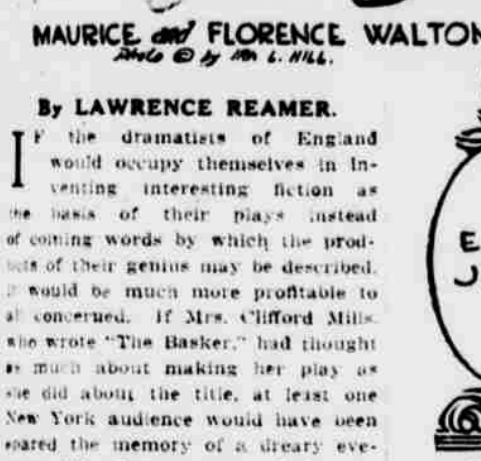 MAURICE and FLORENCE WALTON
Photo © by Ira L. HILL.
By LAWRENCE REAMER.
IF the dramatists of England
would occupy themselves in in-
venting interesting fiction as
the basis of their plays instead
of coining words by which the prod-
ucts of their genius may be described,
it would be much more profitable to
all concerned. If Mrs. Clifford Mills,
who wrote "The Basker," had thought
as much about making her play as
she did about the title, at least one
New York audience would have been
spared the memory of a dreary eve-
E
J